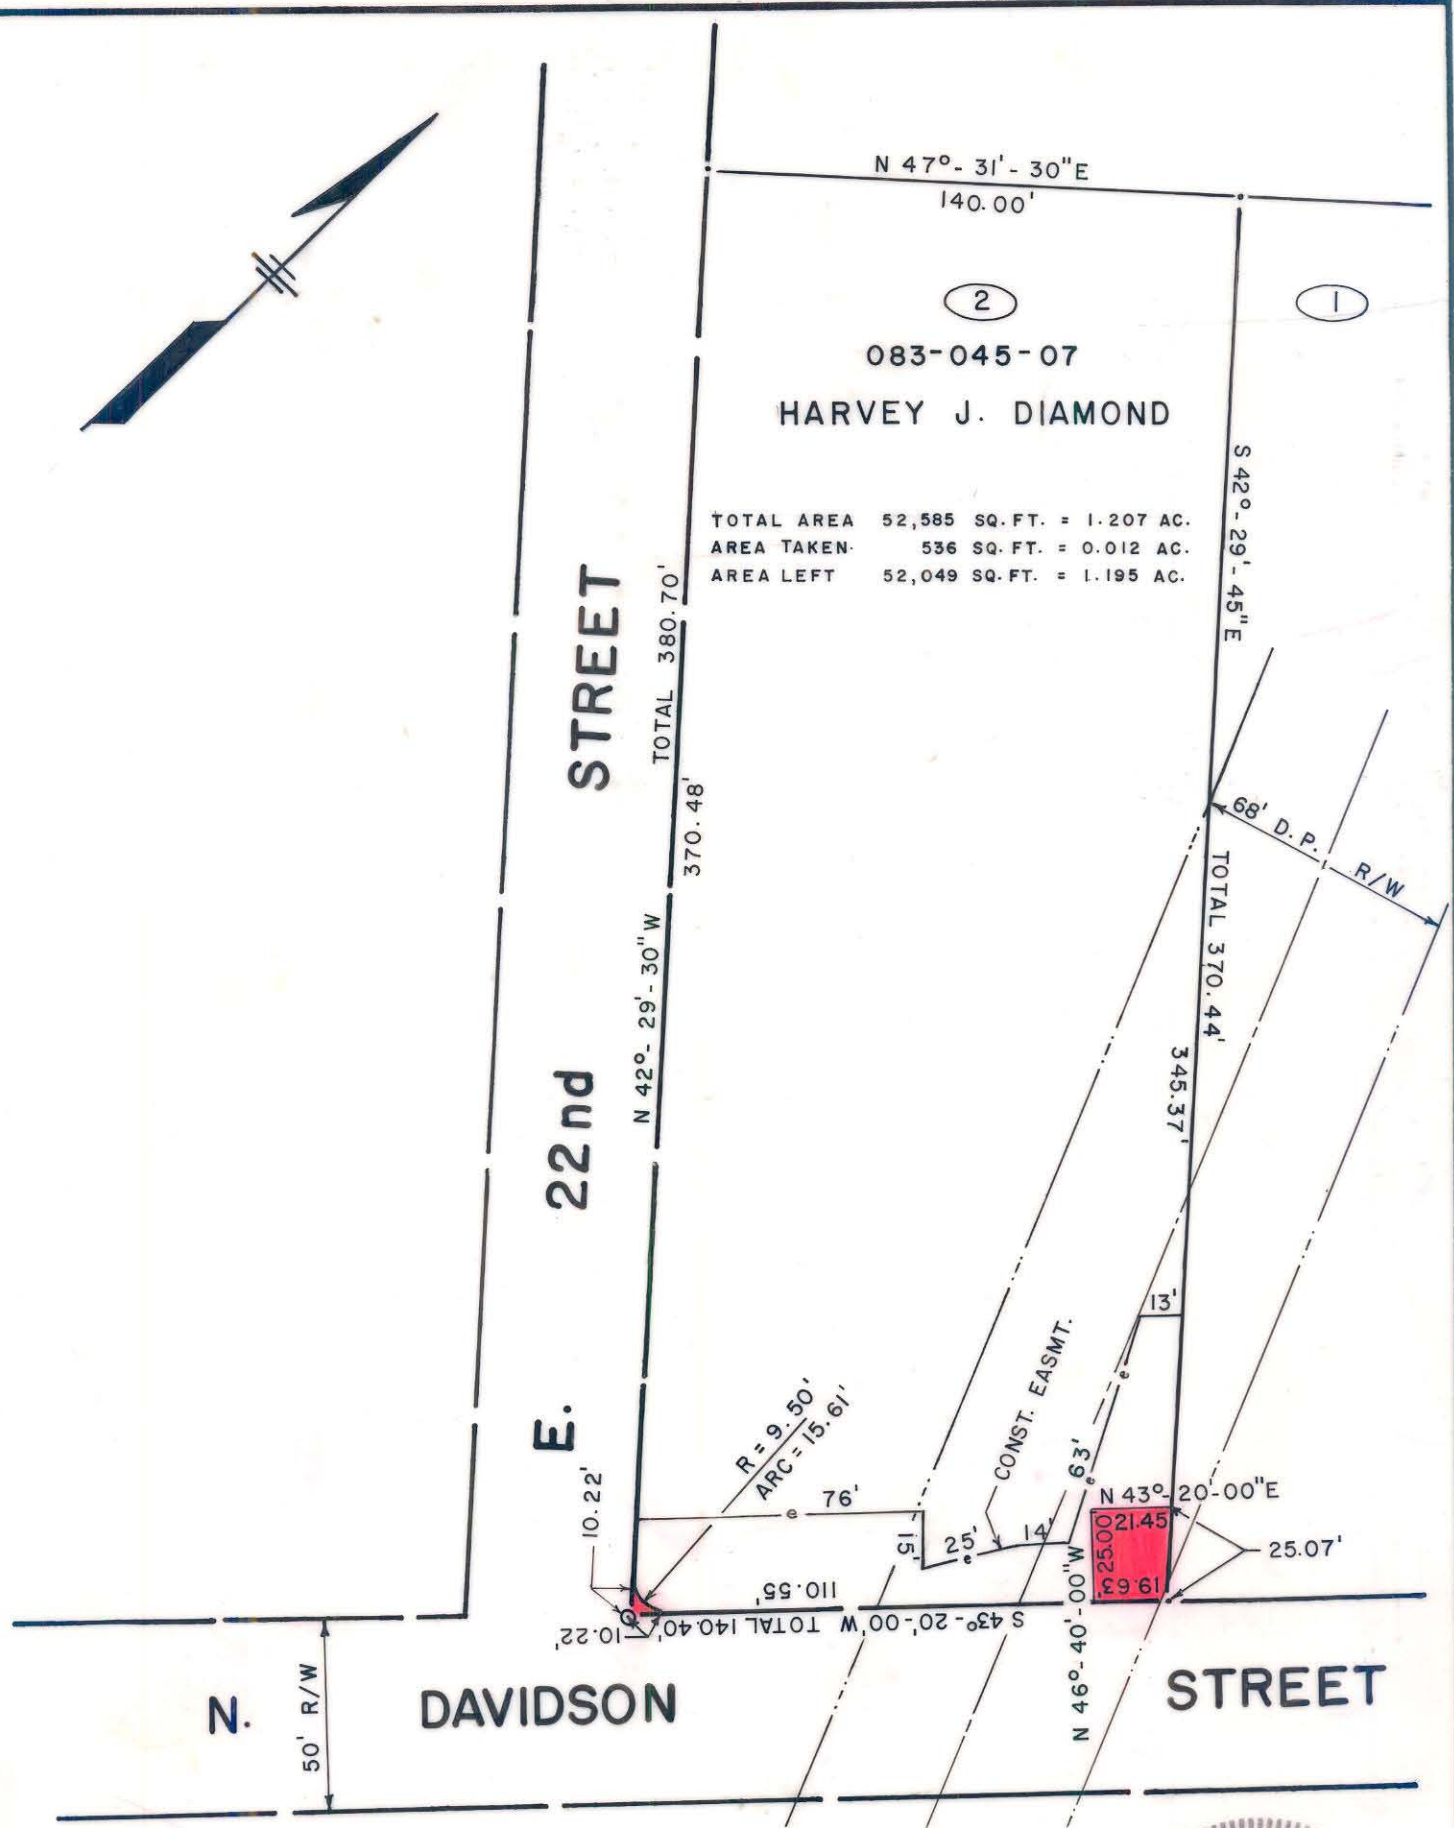 N 47°- 31' - 30"E
140.00'
2
1
083-045-07
HARVEY J. DIAMOND
TOTAL AREA 52,585 SQ. FT. = 1.207 AC.
AREA TAKEN 536 SQ. FT. = 0.012 AC.
AREA LEFT 52,049 SQ. FT. = 1.195 AC.
S 42°- 29'- 45"E
E. 22nd STREET
TOTAL 380.70'
370.48'
N 42°- 29'- 30"W
68' D. P. R/W
TOTAL 370.44'
345.37'
13'
CONST. EASMT.
R = 9.50'
ARC = 15.61'
10.22'
e
76'
15'
25'
e
14'
63'
e
e
N 43°-20'-00"E
21.45
25.00
19.63'
25.07'
N 46°-40'-00"W
110.55'
S 43°-20'-00"W TOTAL 140.40'
10.22'
50' R/W
N. DAVIDSON STREET